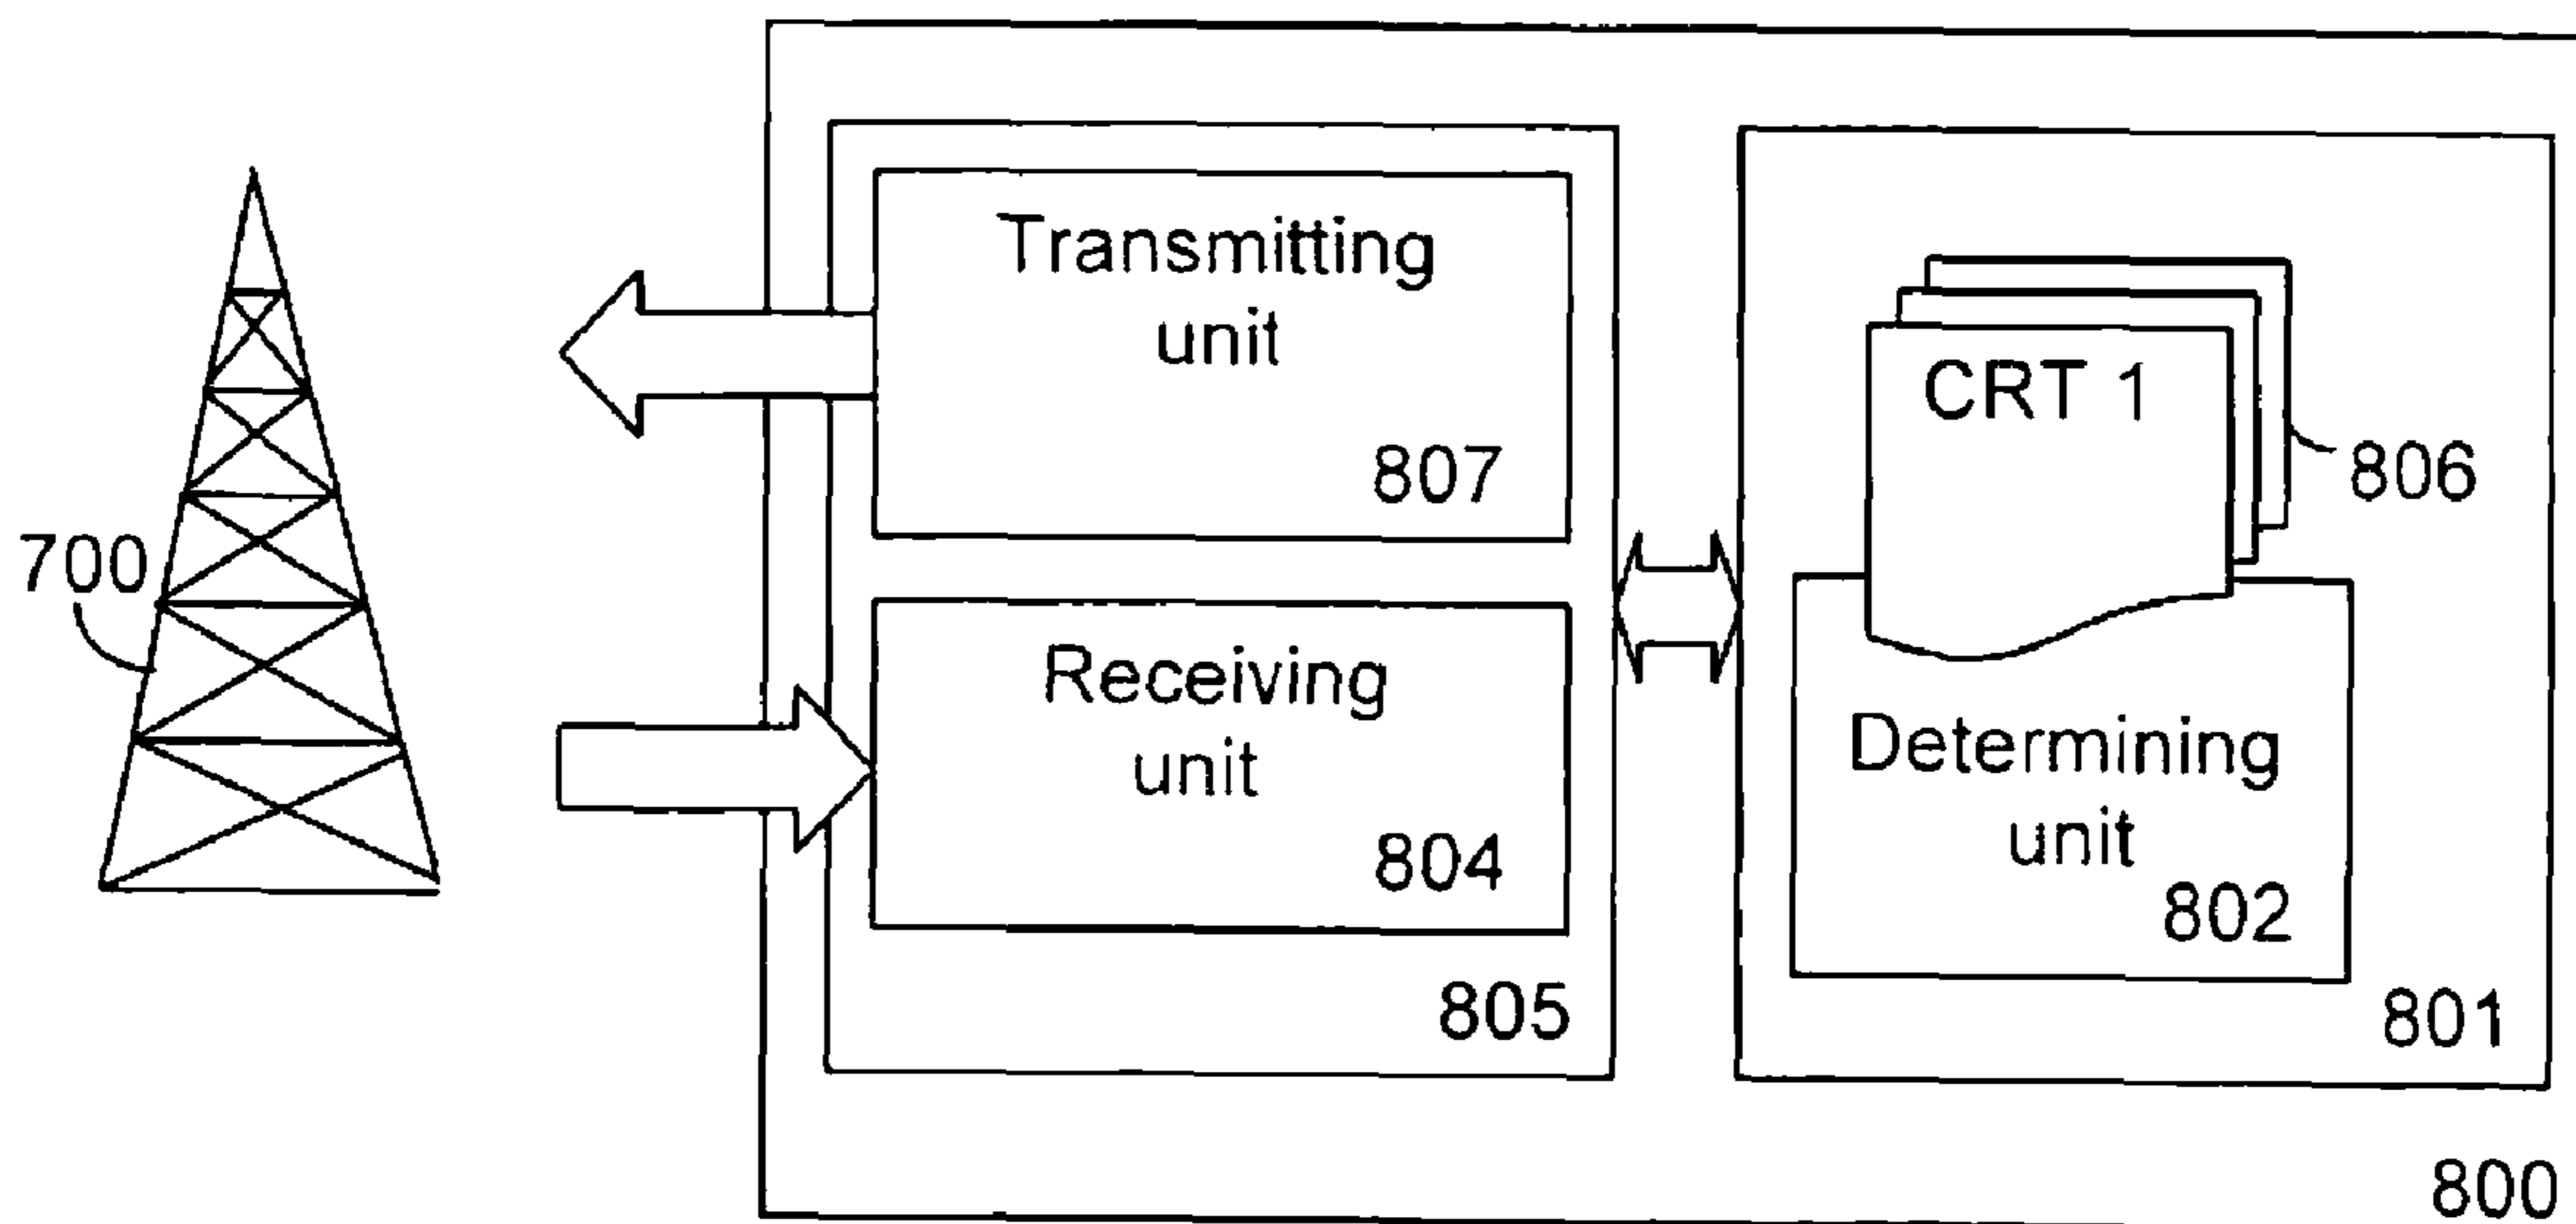 Transmitting
unit
807
CRT 1
806
700
Receiving
unit
804
Determining
unit
802
805
801
800